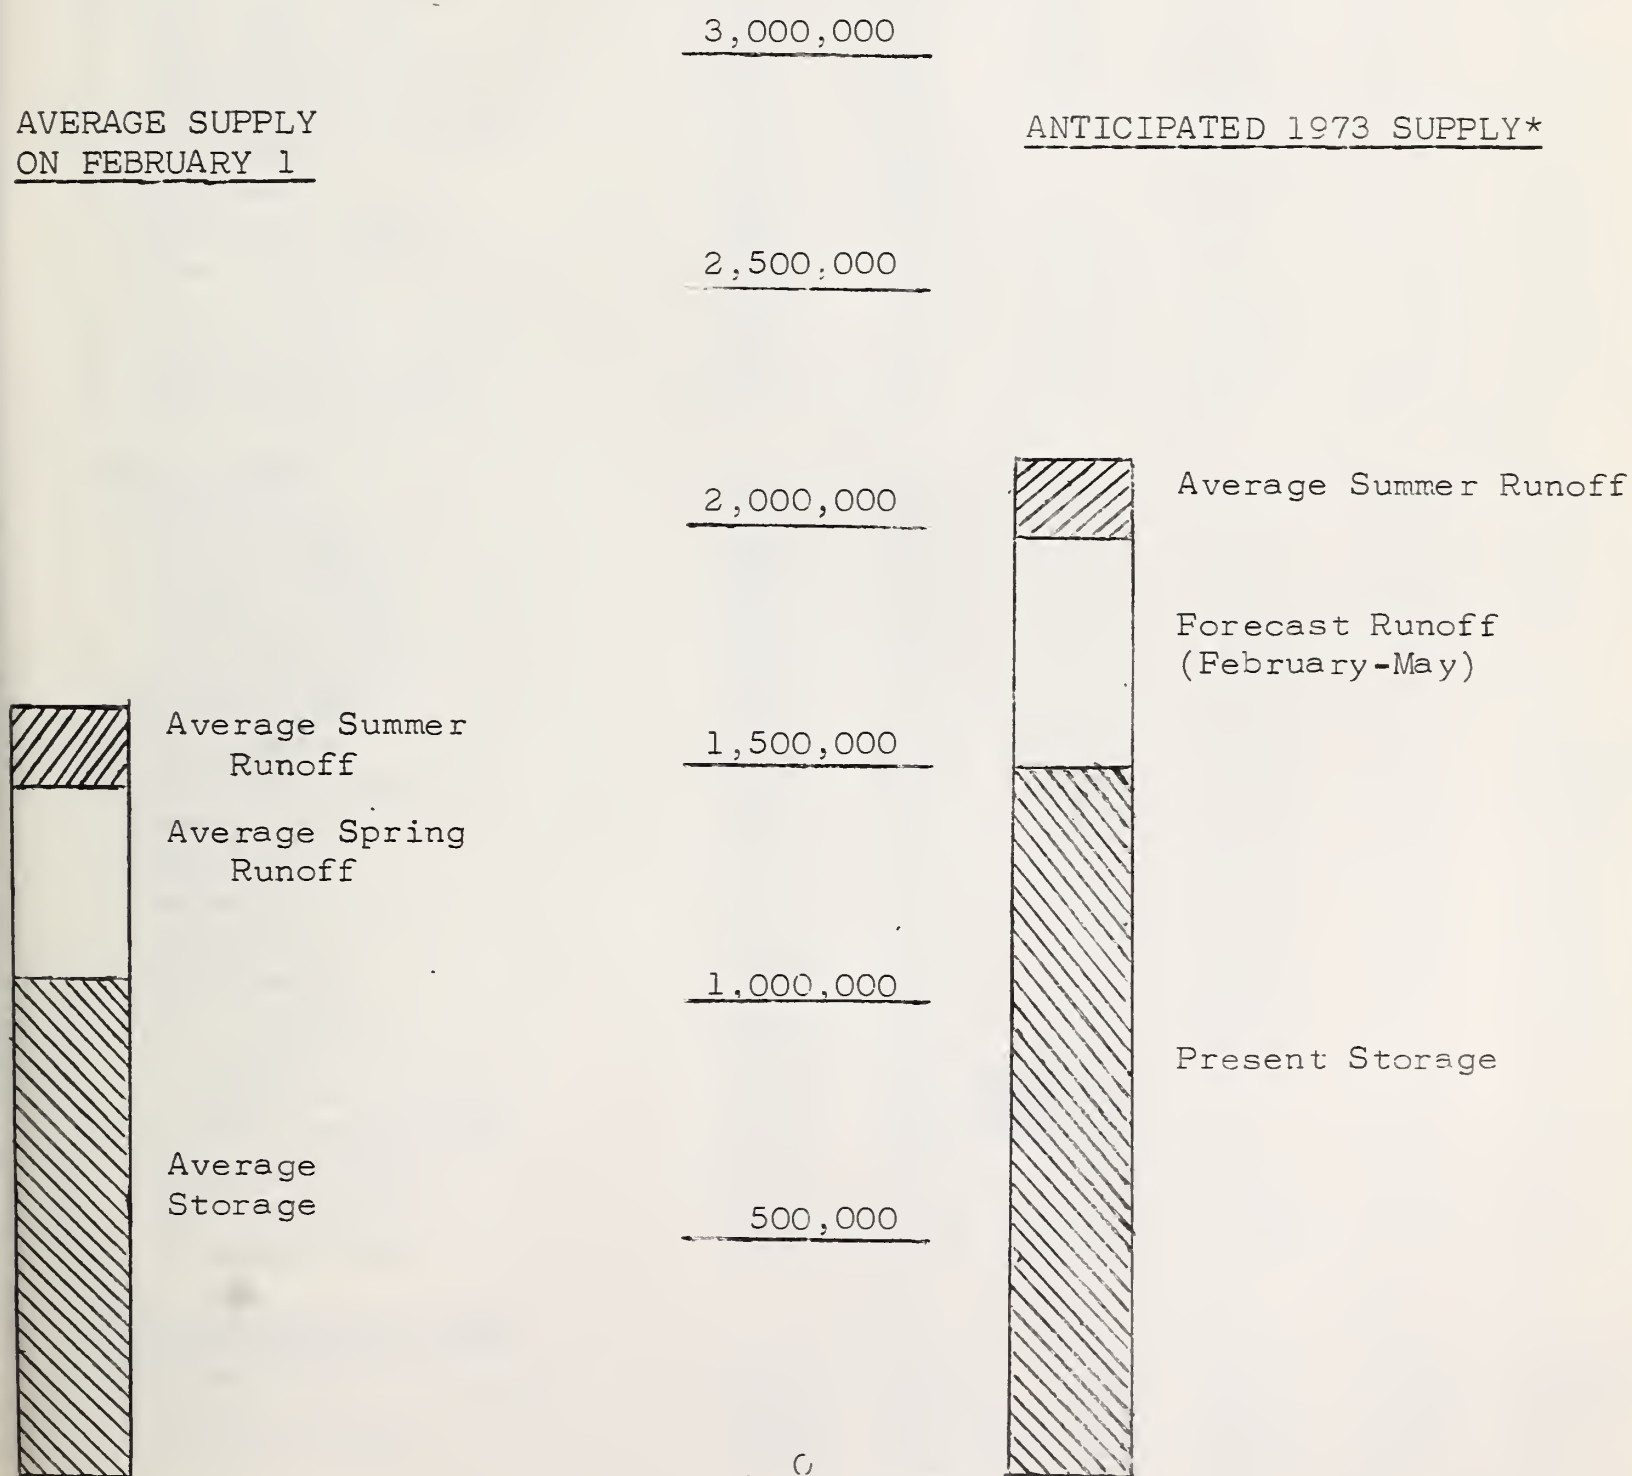 3,000,000
AVERAGE SUPPLY
ON FEBRUARY 1
ANTICIPATED 1973 SUPPLY*
2,500,000
2,000,000
Average Summer Runoff
Forecast Runoff
(February-May)
Average Summer
Runoff
1,500,000
Average Spring
Runoff
1,000,000
Present Storage
Average
Storage
500,000
0